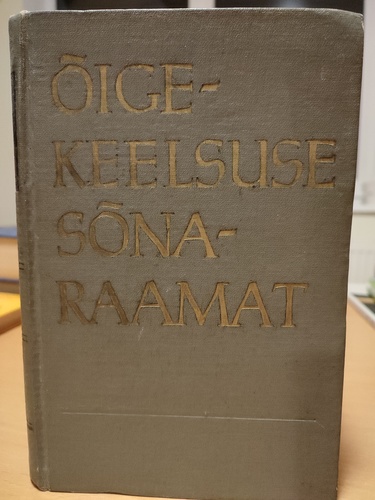 ÕIGE-
KEELSUSE
SÕNA-
RAAMAT